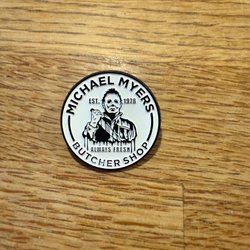 MICHAEL MYERS
EST. 1978
ALWAYS FRESH
BUTCHER SHOP